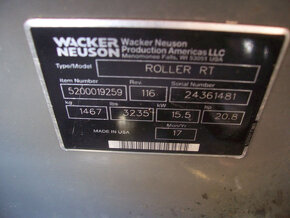 WACKER NEUSON
Wacker Neuson
Production Americas LLC
Menomonee Falls, WI 53051 USA
Type/Model ROLLER RT
Item Number Rev. Serial Number
5200019259 116 24361481
kg lbs kW Hp
1467 3235 15.5 20.8
Mon/Yr
MADE IN USA 17